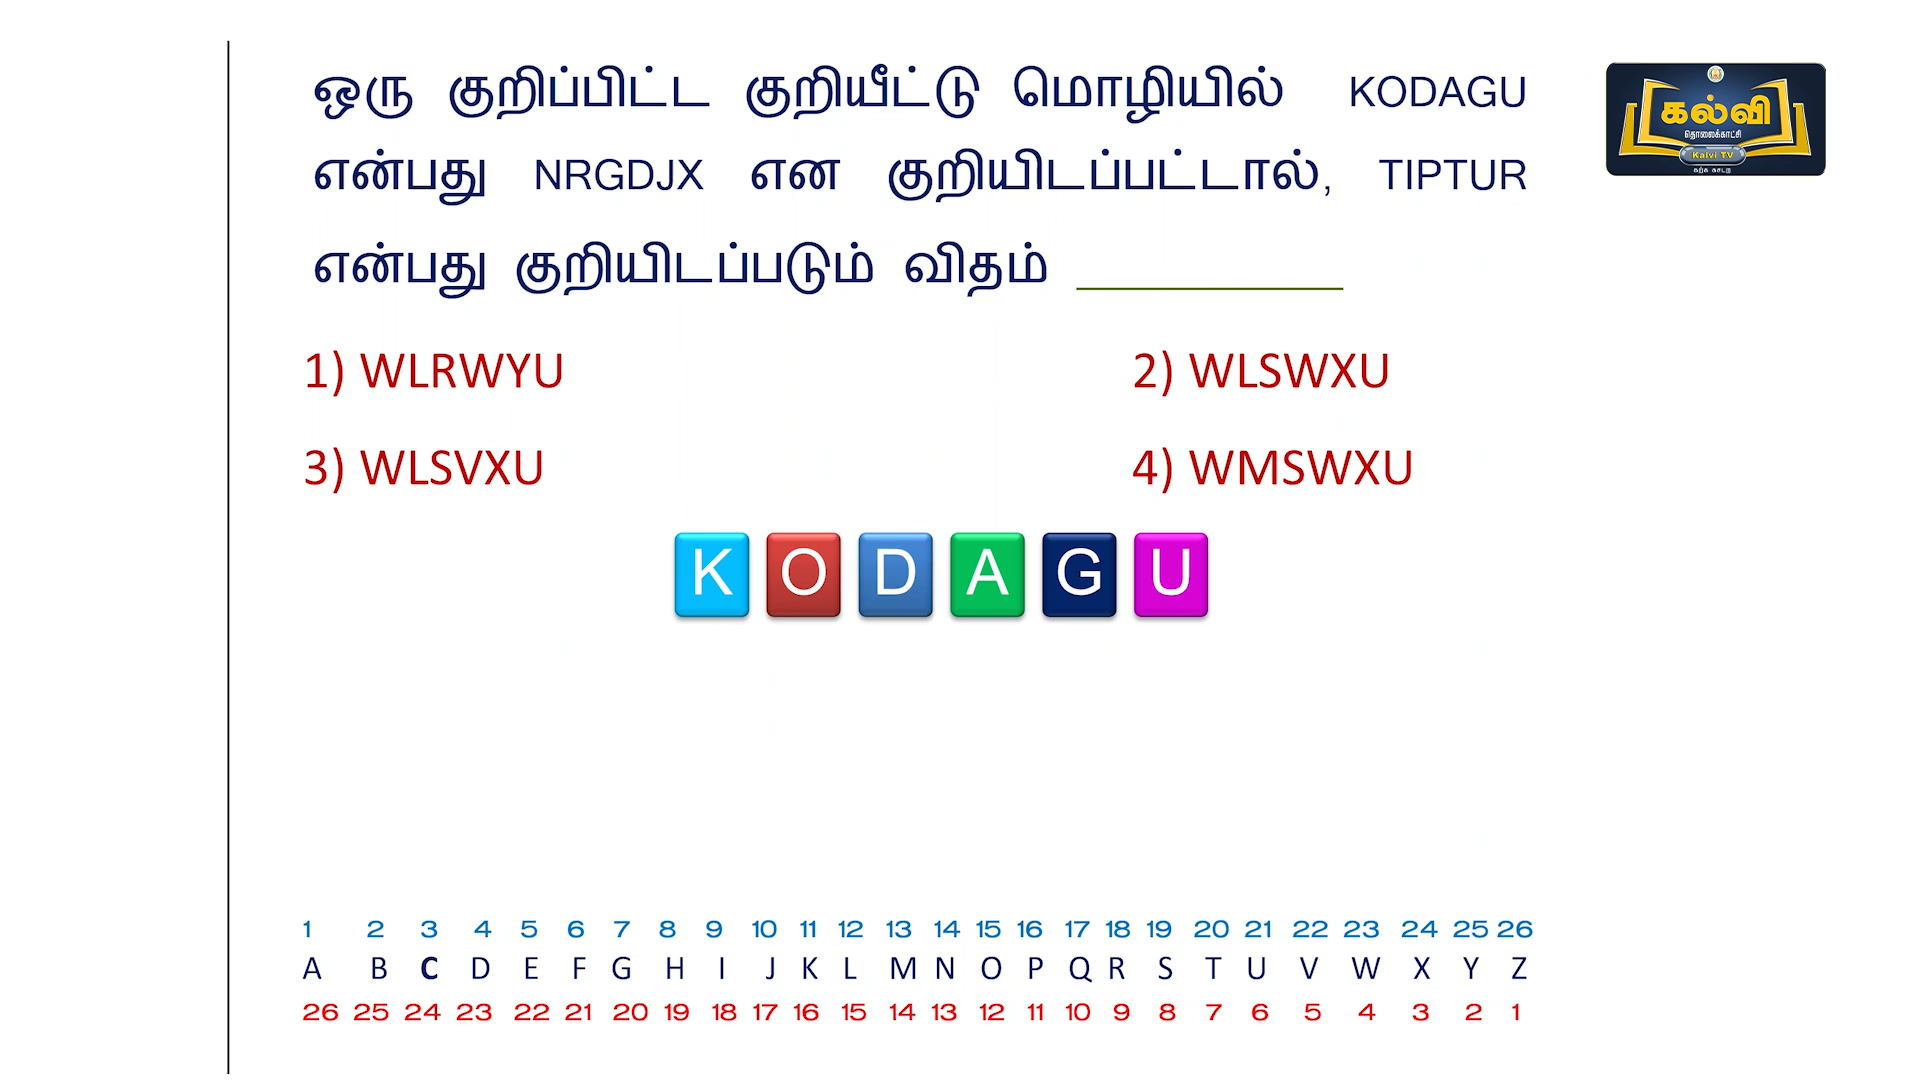 ஒரு குறிப்பிட்ட குறியீட்டு மொழியில் KODAGU
என்பது NRGDJX என குறியிடப்பட்டால், TIPTUR
என்பது குறியிடப்படும் விதம் ____________
கல்வி
தொலைக்காட்சி
Kalvi TV
கற்க கசடற
1) WLRWYU 2) WLSWXU
3) WLSVXU 4) WMSWXU
K O D A G U
1 2 3 4 5 6 7 8 9 10 11 12 13 14 15 16 17 18 19 20 21 22 23 24 25 26
A B C D E F G H I J K L M N O P Q R S T U V W X Y Z
26 25 24 23 22 21 20 19 18 17 16 15 14 13 12 11 10 9 8 7 6 5 4 3 2 1